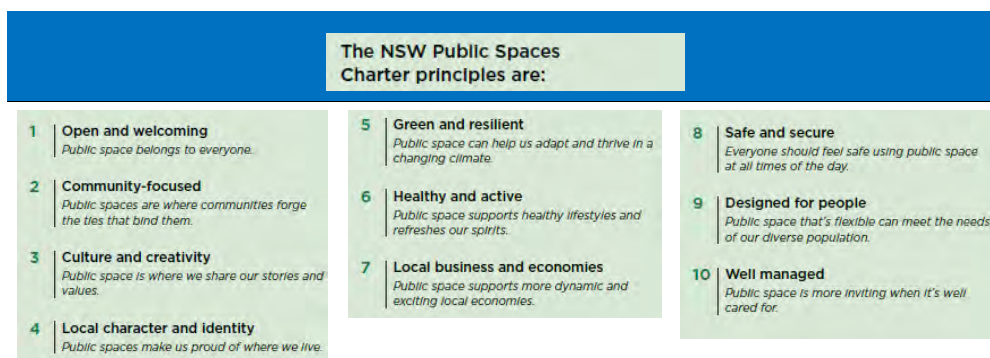 The NSW Public Spaces
Charter principles are:
1 Open and welcoming
Public space belongs to everyone.
2 Community-focused
Public spaces are where communities forge
the ties that bind them.
3 Culture and creativity
Public space is where we share our stories and
values.
4 Local character and identity
Public spaces make us proud of where we live.
5 Green and resilient
Public space can help us adapt and thrive in a
changing climate.
6 Healthy and active
Public space supports healthy lifestyles and
refreshes our spirits.
7 Local business and economies
Public space supports more dynamic and
exciting local economies.
8 Safe and secure
Everyone should feel safe using public space
at all times of the day.
9 Designed for people
Public space that's flexible can meet the needs
of our diverse population.
10 Well managed
Public space is more inviting when it's well
cared for.